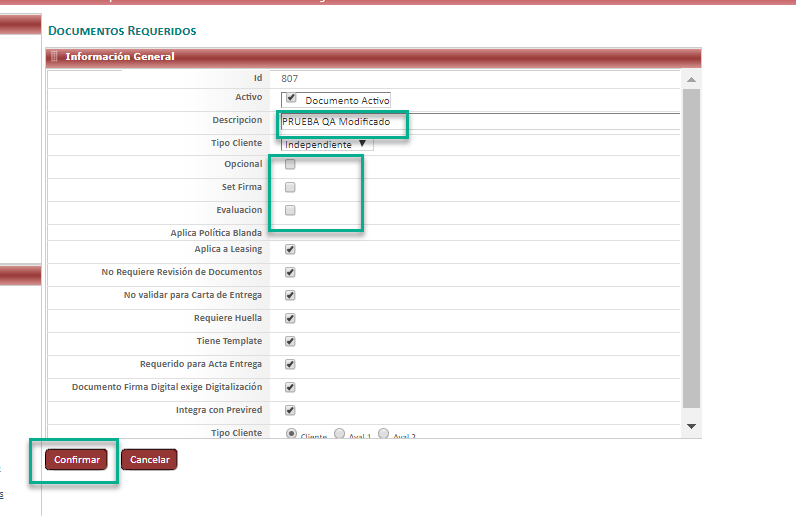 DOCUMENTOS REQUERIDOS
Información General
Id 807
Activo Documento Activo
Descripcion PRUEBA QA Modificado
Tipo Cliente Independiente
Opcional
Set Firma
Evaluacion
Aplica Política Blanda
Aplica a Leasing
No Requiere Revisión de Documentos
No validar para Carta de Entrega
Requiere Huella
Tiene Template
Requerido para Acta Entrega
Documento Firma Digital exige Digitalización
Integra con Previred
Tipo Cliente Cliente Aval 1 Aval 2
Confirmar Cancelar